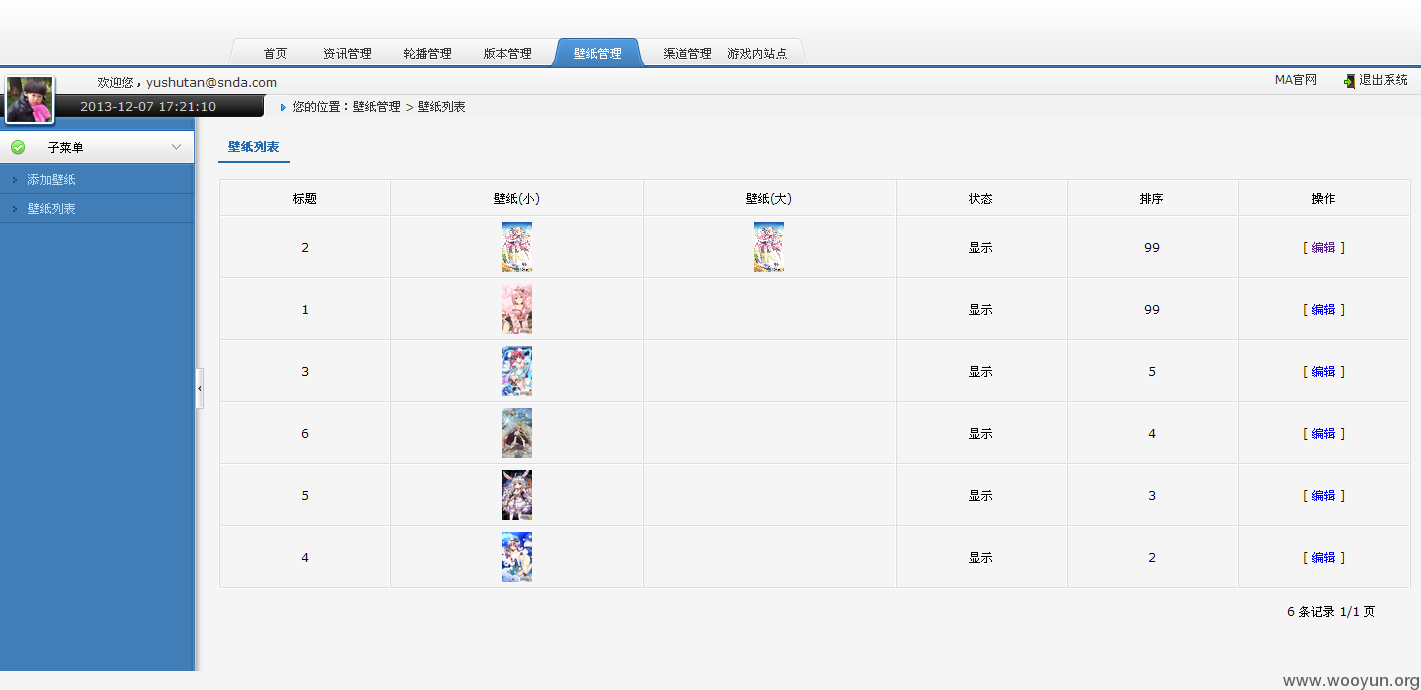 首页 资讯管理 轮播管理 版本管理 壁纸管理 渠道管理 游戏内站点
欢迎您，yushutan@snda.com MA官网 退出系统
2013-12-07 17:21:10 您的位置：壁纸管理 > 壁纸列表
子菜单
添加壁纸
壁纸列表
壁纸列表
标题 壁纸(小) 壁纸(大) 状态 排序 操作
2 显示 99 [ 编辑 ]
1 显示 99 [ 编辑 ]
3 显示 5 [ 编辑 ]
6 显示 4 [ 编辑 ]
5 显示 3 [ 编辑 ]
4 显示 2 [ 编辑 ]
6 条记录 1/1 页
www.wooyun.org